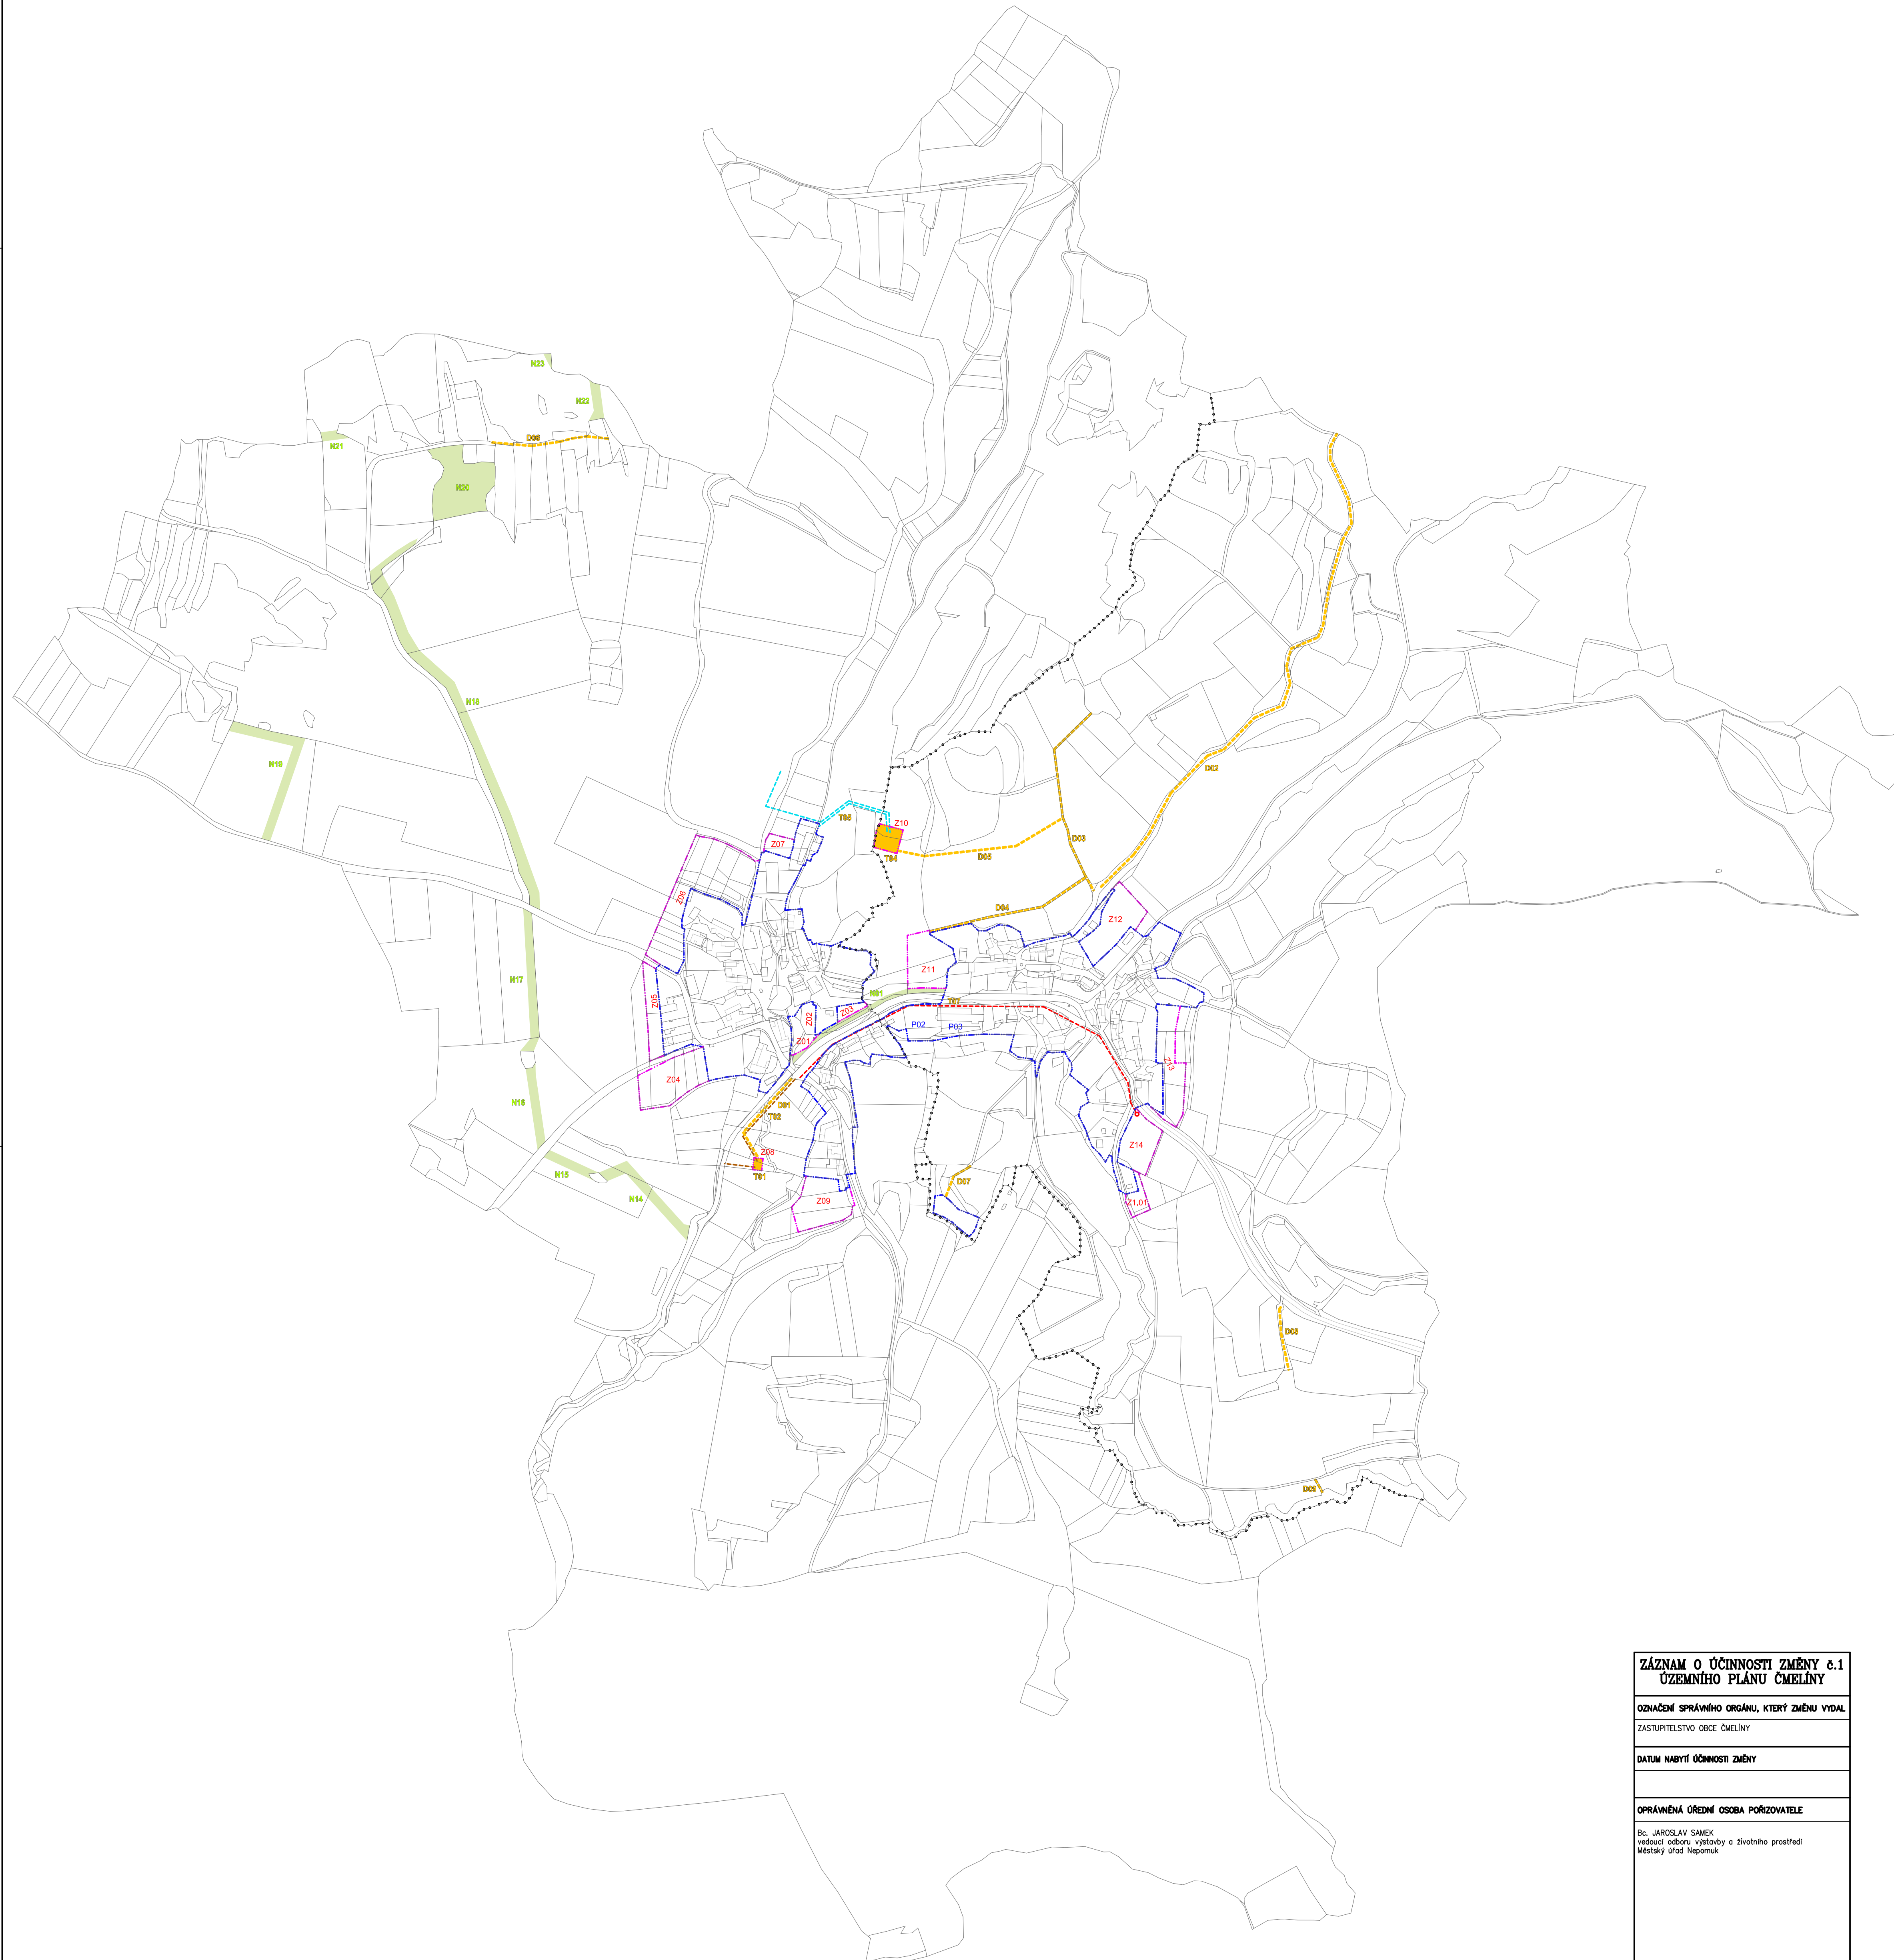 N23
N22
D06
N21
N20
N18
N19
D02
T05
Z10
D03
Z07
T04
D05
Z06
D04
Z12
Z11
N17
Z05
N01
T07
Z02
Z03
P02
P03
Z01
Z13
Z04
N16
D01
T02
Z14
Z08
N15
T01
D07
N14
Z09
Z1.01
D08
D09
ZÁZNAM O ÚČINNOSTI ZMĚNY č.1
ÚZEMNÍHO PLÁNU ČMELÍNY
OZNAČENÍ SPRÁVNÍHO ORGÁNU, KTERÝ ZMĚNU VYDAL
ZASTUPITELSTVO OBCE ČMELÍNY
DATUM NABYTÍ ÚČINNOSTI ZMĚNY
OPRÁVNĚNÁ ÚŘEDNÍ OSOBA POŘIZOVATELE
Bc. JAROSLAV SAMEK
vedoucí odboru výstavby a životního prostředí
Městský úřad Nepomuk